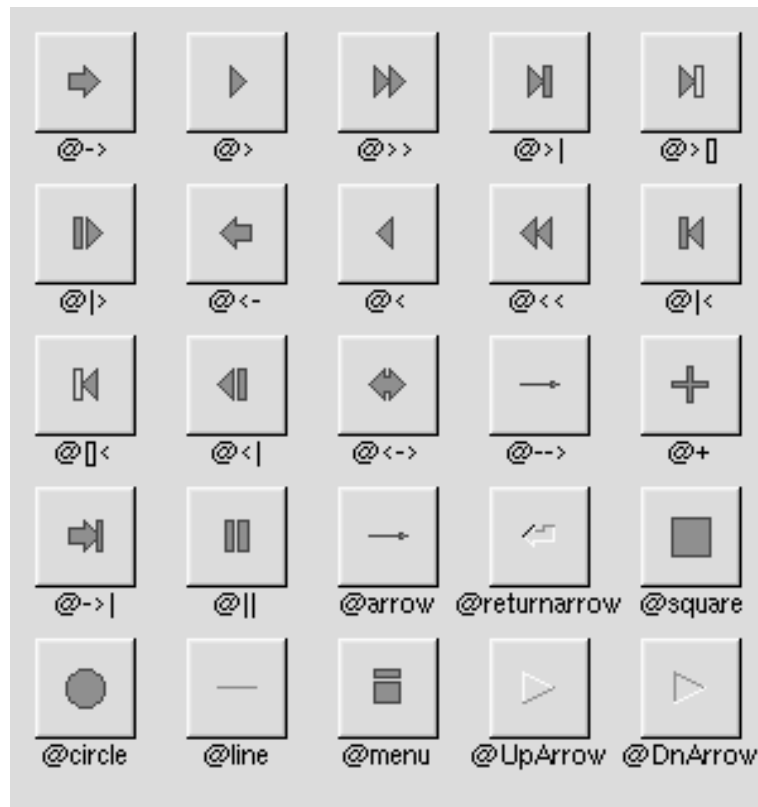 @-> @> @>> @>| @>[]
@|> @<- @< @<< @|<
@[]< @<| @<-> @--> @+
@->| @|| @arrow @returnarrow @square
@circle @line @menu @UpArrow @DnArrow